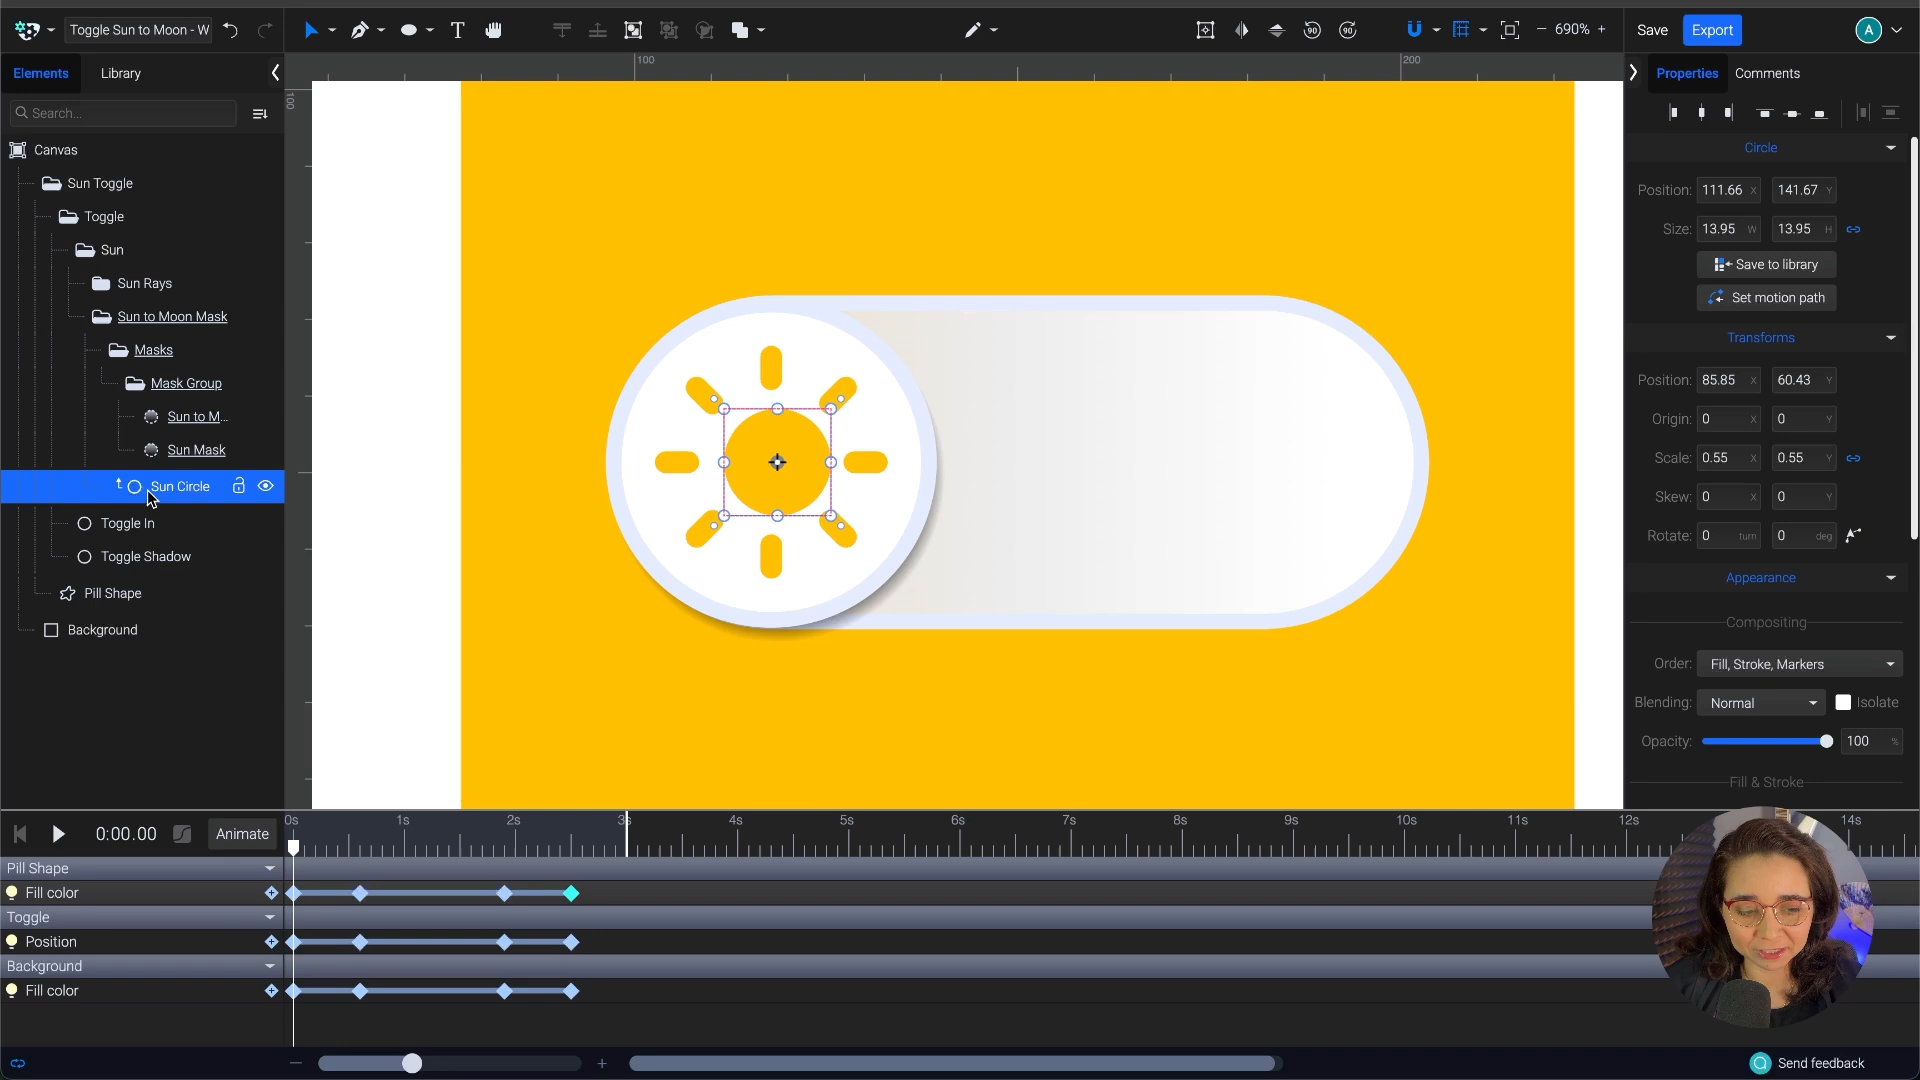 Toggle Sun to Moon - W
690%
Save
Export
A
Elements
Library
Search...
100
200
100
Properties
Comments
Canvas
Sun Toggle
Toggle
Sun
Sun Rays
Sun to Moon Mask
Masks
Mask Group
Sun to M...
Sun Mask
Sun Circle
Toggle In
Toggle Shadow
Pill Shape
Background
Circle
Position: 111.66 X 141.67 Y
Size: 13.95 W 13.95 H
Save to library
Set motion path
Transforms
Position: 85.85 X 60.43 Y
Origin: 0 X 0 Y
Scale: 0.55 X 0.55 Y
Skew: 0 X 0 Y
Rotate: 0 turn 0 deg
Appearance
Compositing
Order: Fill, Stroke, Markers
Blending: Normal Isolate
Opacity: 100 %
Fill & Stroke
0:00.00
Animate
0s 1s 2s 3s 4s 5s 6s 7s 8s 9s 10s 11s 12s 14s
Pill Shape
Fill color
Toggle
Position
Background
Fill color
Send feedback